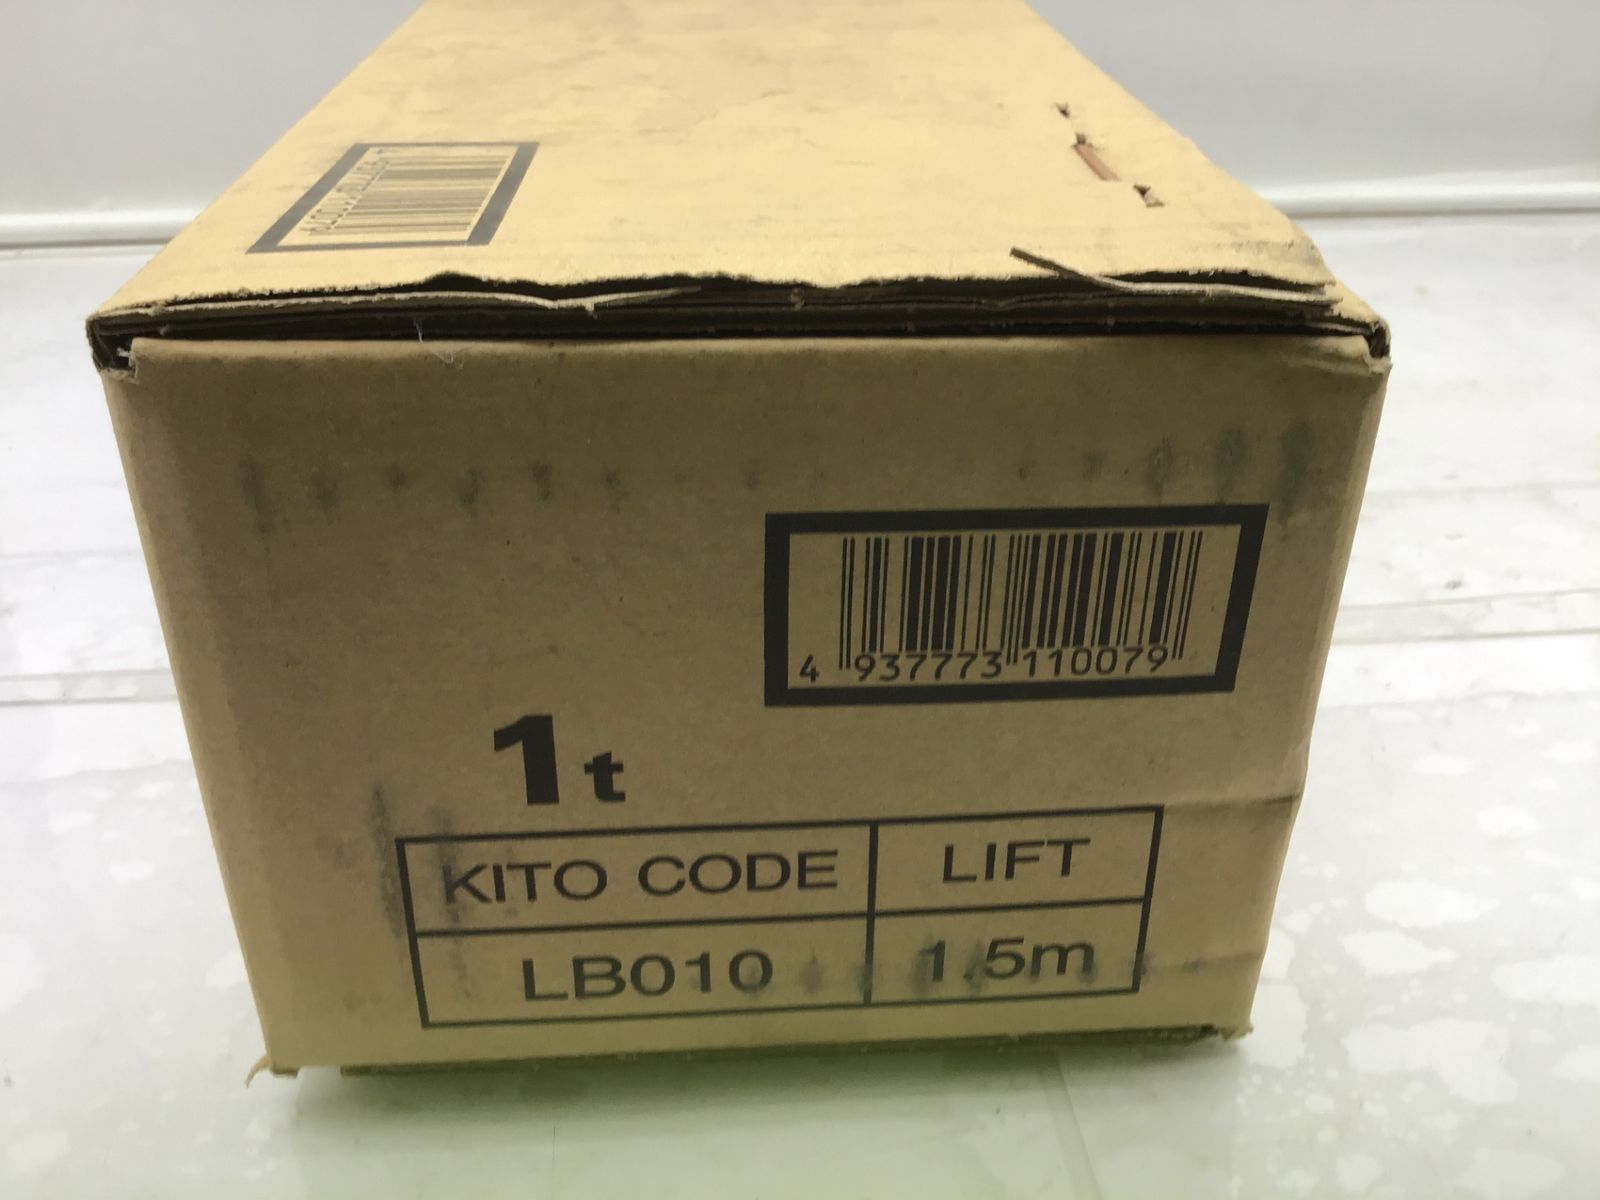 4 937773 110079
1t
KITO CODE LIFT
LB010 1.5m